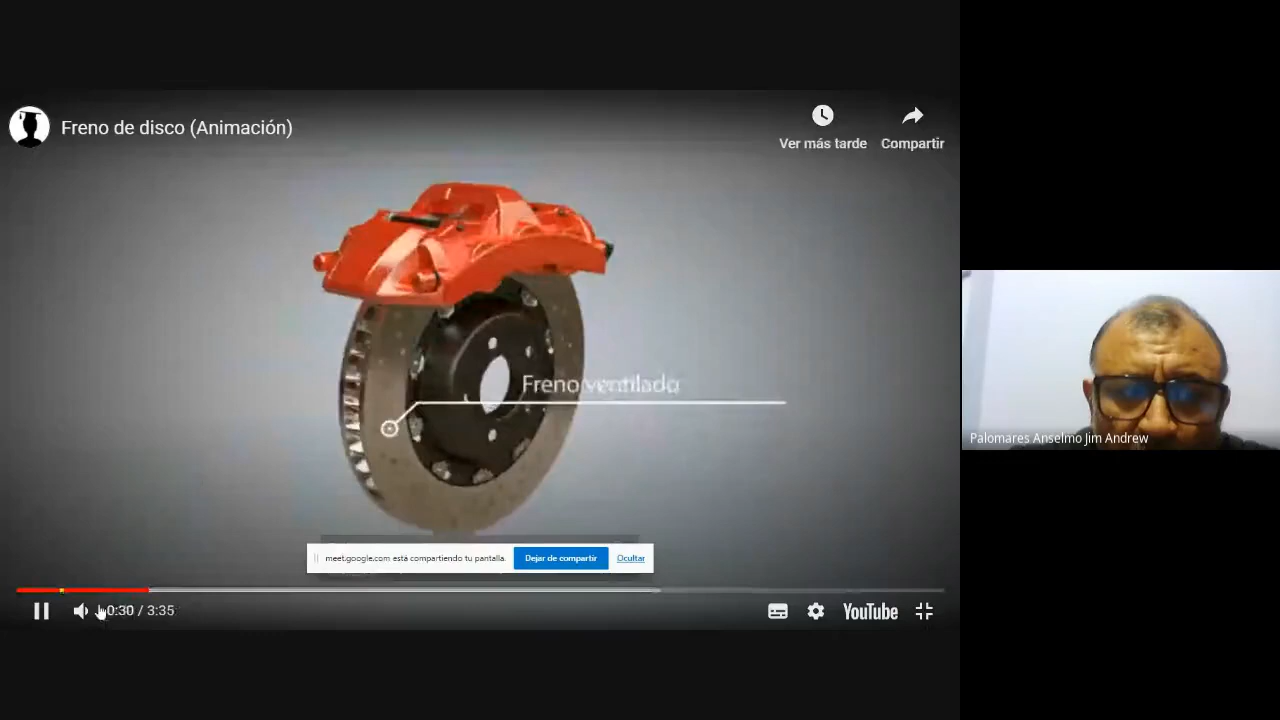 Freno de disco (Animación)
Ver más tarde
Compartir
Freno ventilado
meet.google.com está compartiendo tu pantalla.
Dejar de compartir
Ocultar
0:30 / 3:35
YouTube
Palomares Anselmo Jim Andrew